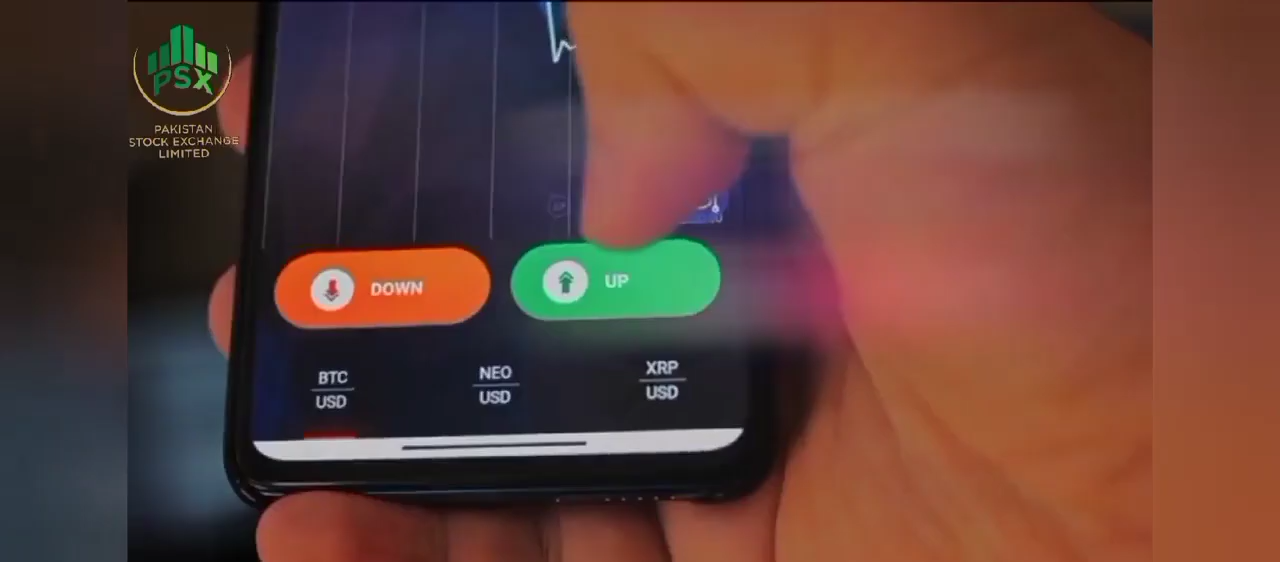 PSX
PAKISTAN
STOCK EXCHANGE
LIMITED
DOWN
UP
BTC
USD
NEO
USD
XRP
USD